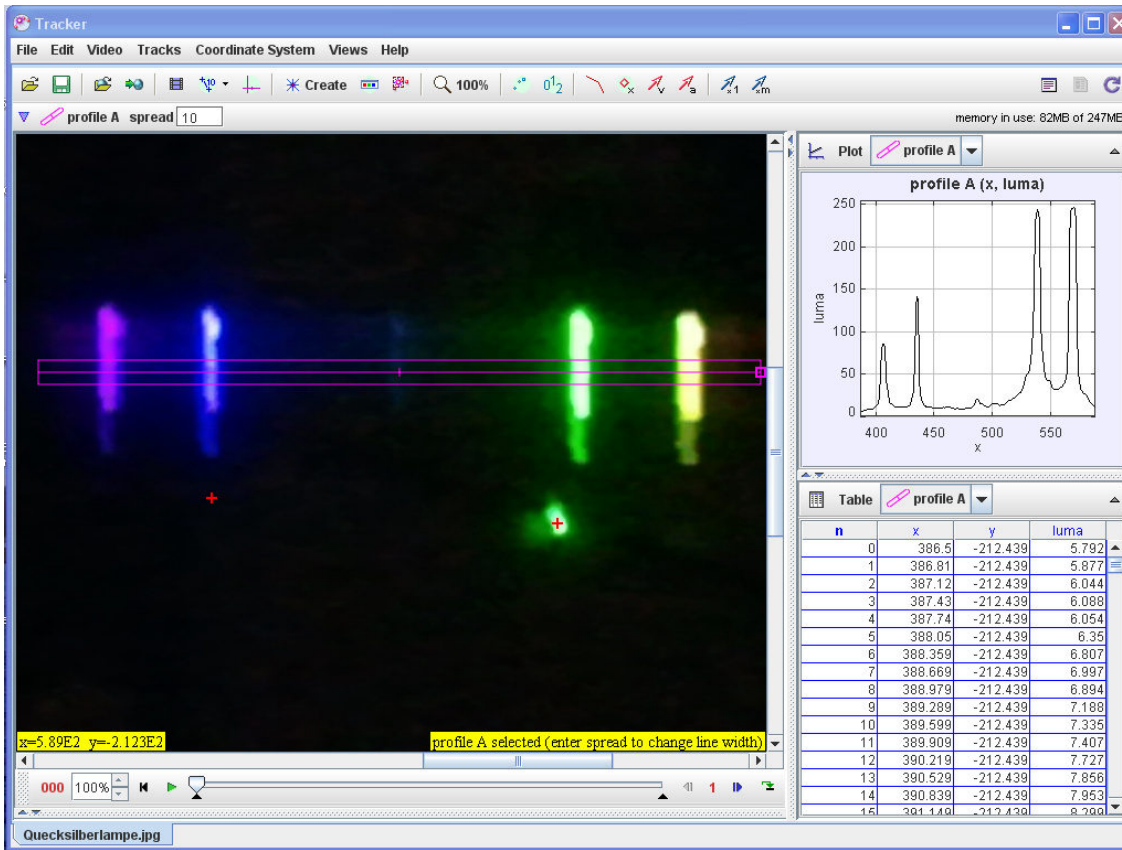 Tracker
File Edit Video Tracks Coordinate System Views Help
Create 100%
profile A spread 10 memory in use: 82MB of 247MB
Plot profile A
profile A (x, luma)
250
200
150
100
50
0
luma
400 450 500 550
x
Table profile A
n x y luma
0 386.5 -212.439 5.792
1 386.81 -212.439 5.877
2 387.12 -212.439 6.044
3 387.43 -212.439 6.088
4 387.74 -212.439 6.054
5 388.05 -212.439 6.35
6 388.359 -212.439 6.807
7 388.669 -212.439 6.997
8 388.979 -212.439 6.894
9 389.289 -212.439 7.188
10 389.599 -212.439 7.335
11 389.909 -212.439 7.407
12 390.219 -212.439 7.727
13 390.529 -212.439 7.856
14 390.839 -212.439 7.953
15 391.149 -212.439 8.299
x=5.89E2 y=-2.123E2
profile A selected (enter spread to change line width)
000 100% 1
Quecksilberlampe.jpg